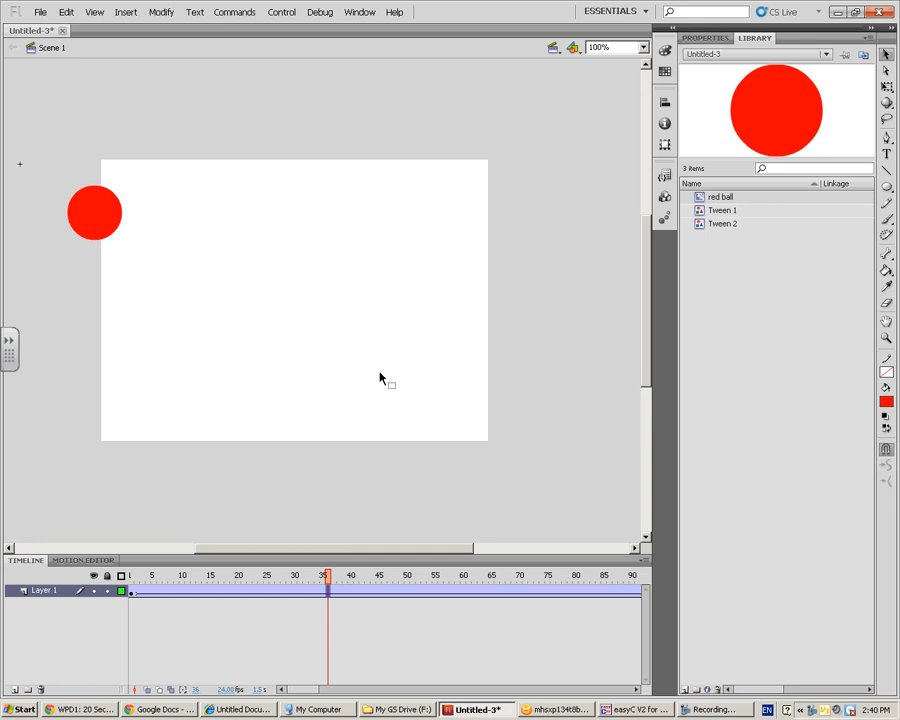 Fl File Edit View Insert Modify Text Commands Control Debug Window Help ESSENTIALS CS Live
Untitled-3* PROPERTIES LIBRARY
Scene 1 100% Untitled-3
3 items
Name Linkage
red ball
Tween 1
Tween 2
TIMELINE MOTION EDITOR
1 5 10 15 20 25 30 35 40 45 50 55 60 65 70 75 80 85 90
Layer 1
36 24.00fps 1.5s
Start WPD1: 20 Sec... Google Docs - ... Untitled Docu... My Computer My GS Drive (F:) Untitled-3* mhsxp134t8b... easyC V2 for ... Recording... EN 2:40 PM